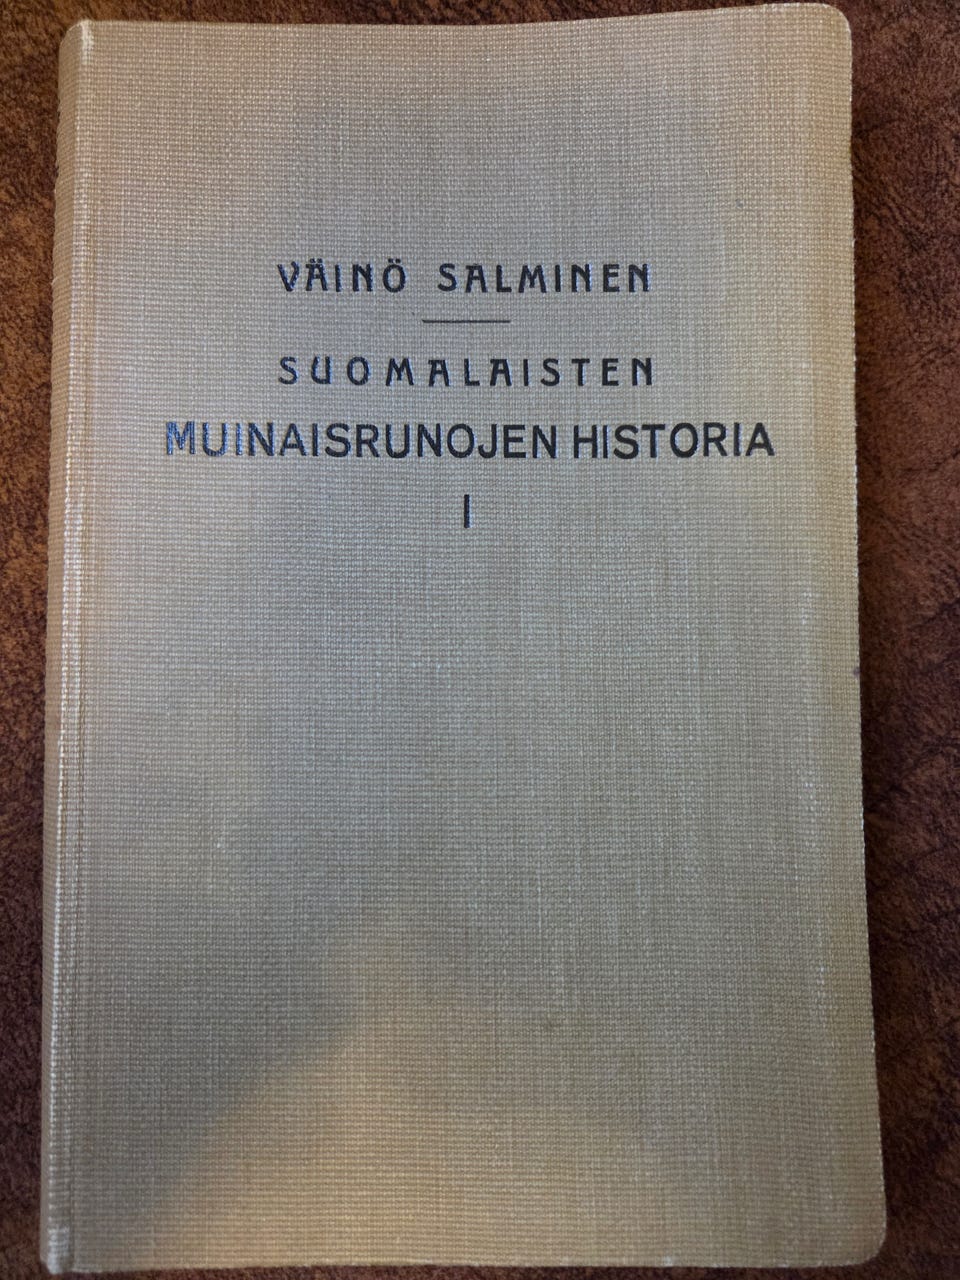 VÄINÖ SALMINEN
SUOMALAISTEN
MUINAISRUNOJEN HISTORIA
I